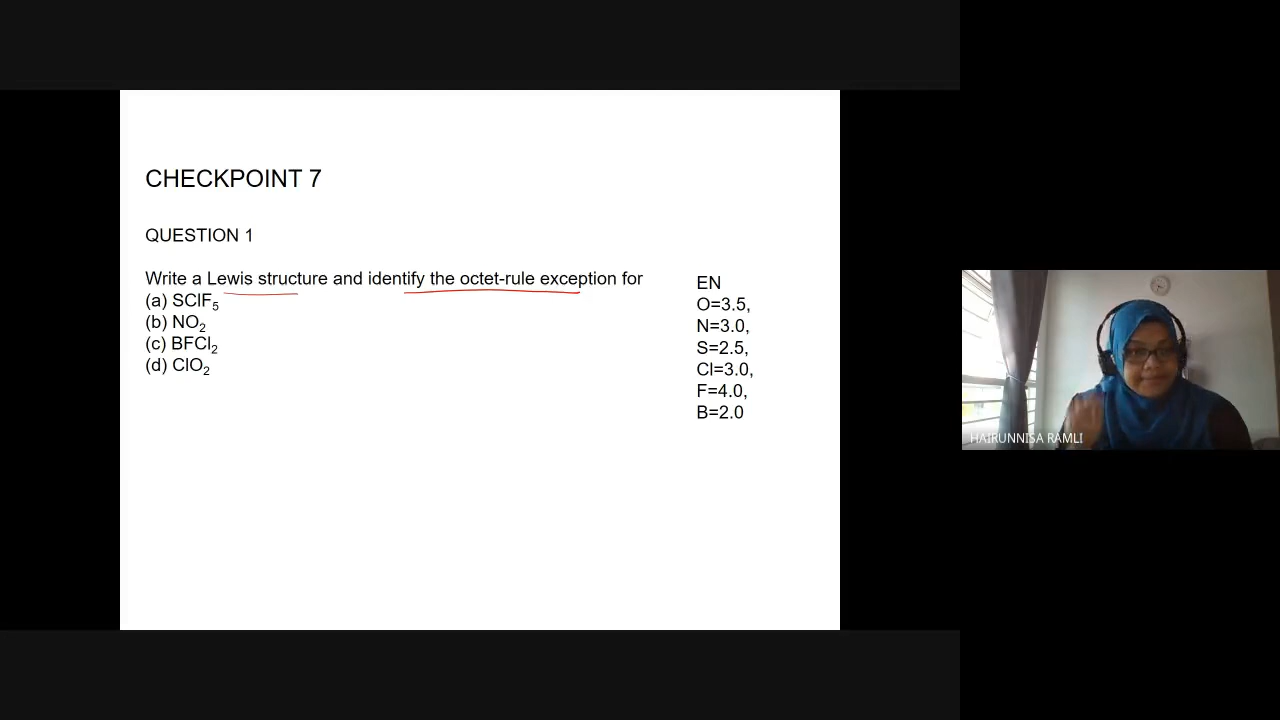 CHECKPOINT 7
QUESTION 1
Write a Lewis structure and identify the octet-rule exception for
(a) SClF₅
(b) NO₂
(c) BFCl₂
(d) ClO₂
EN
O=3.5,
N=3.0,
S=2.5,
Cl=3.0,
F=4.0,
B=2.0
HAIRUNNISA RAMLI